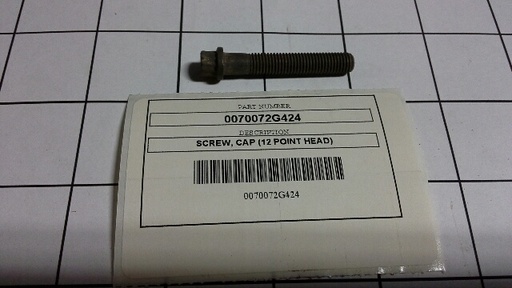 PART NUMBER
0070072G424
DESCRIPTION
SCREW, CAP (12 POINT HEAD)
0070072G424